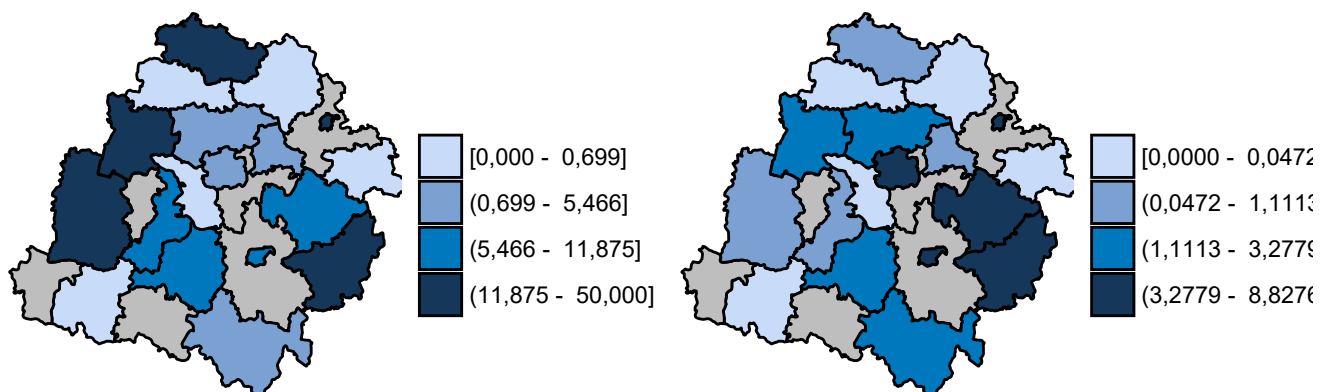 [0,000 - 0,699]
(0,699 - 5,466]
(5,466 - 11,875]
(11,875 - 50,000]
[0,0000 - 0,0472
(0,0472 - 1,1113
(1,1113 - 3,2779
(3,2779 - 8,8276